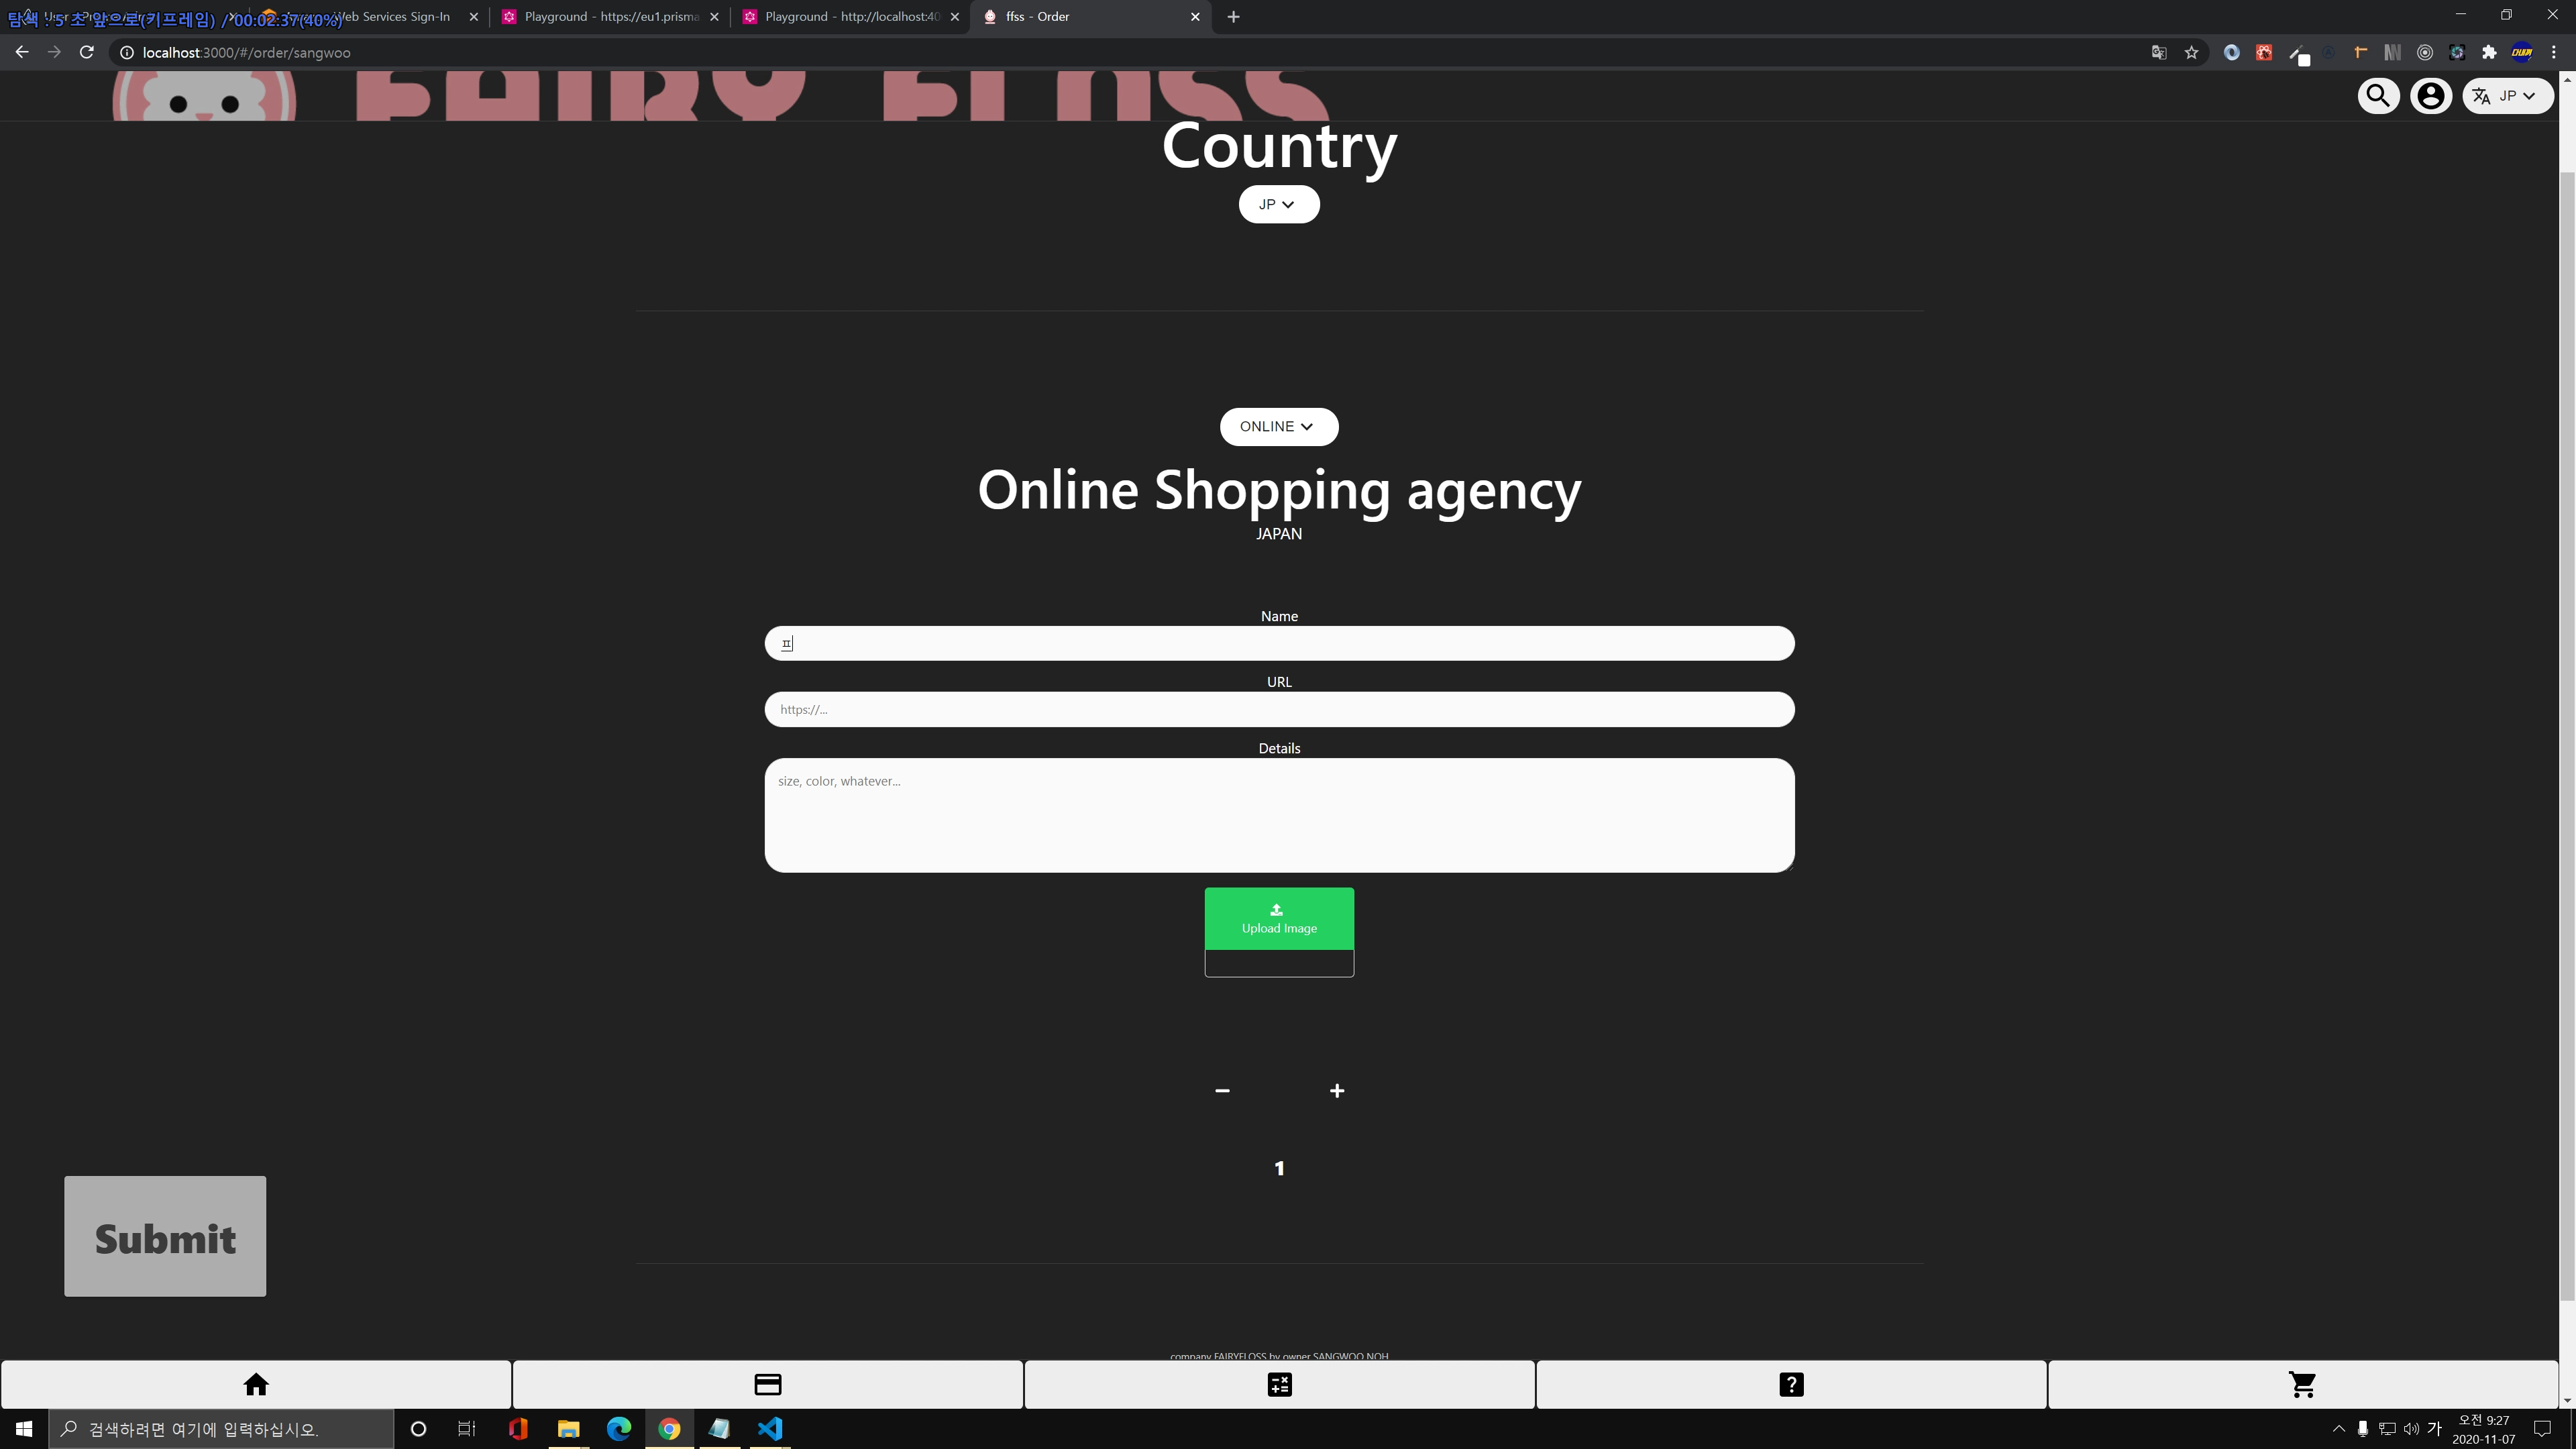 탐색 : 5 초 앞으로(키프레임) / 00:02:37(40%)
Web Services Sign-In
Playground - https://eu1.prisma
Playground - http://localhost:40
ffss - Order
localhost:3000/#/order/sangwoo
FAIRY FLOSS
JP
Country
JP
ONLINE
Online Shopping agency
JAPAN
Name
ㅍ
URL
https://...
Details
size, color, whatever...
Upload Image
1
Submit
company FAIRYFLOSS by owner SANGWOO NOH
검색하려면 여기에 입력하십시오.
가
오전 9:27
2020-11-07